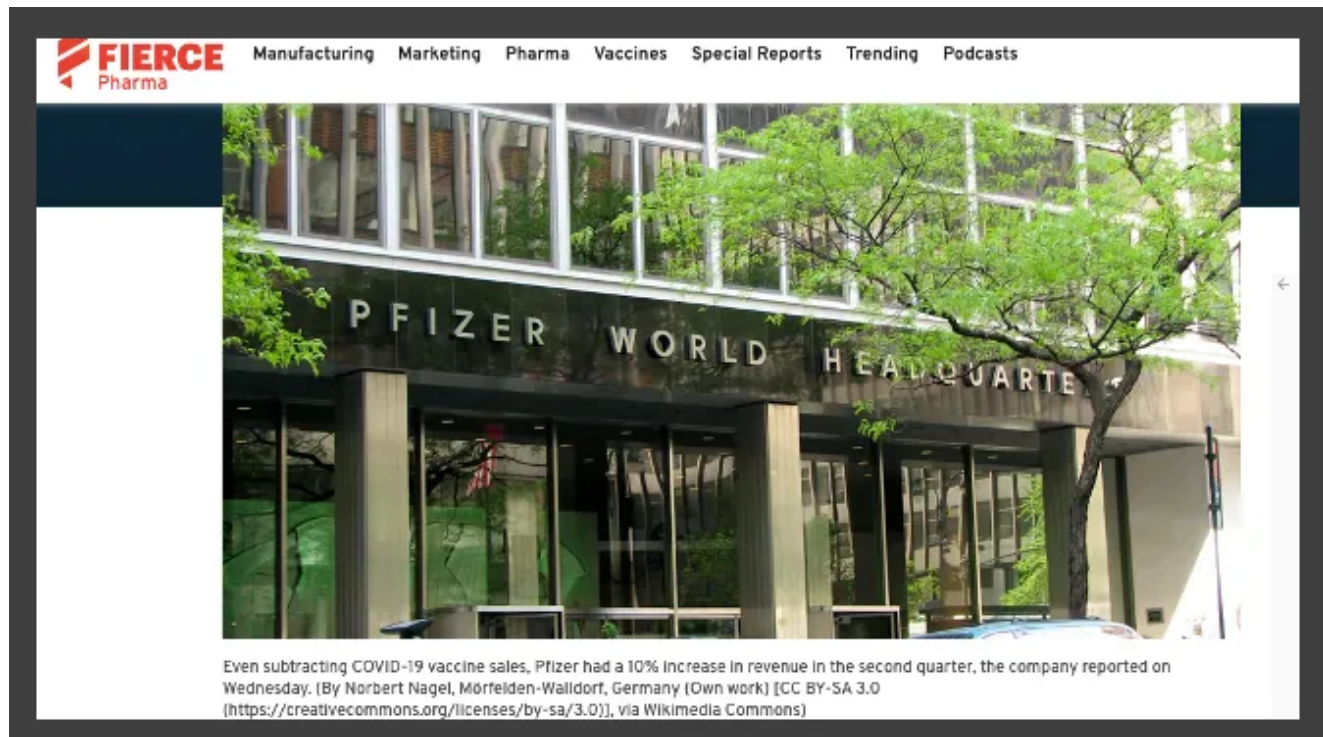 FIERCE
Pharma
Manufacturing Marketing Pharma Vaccines Special Reports Trending Podcasts
PFIZER WORLD HEADQUARTERS
Even subtracting COVID-19 vaccine sales, Pfizer had a 10% increase in revenue in the second quarter, the company reported on
Wednesday. (By Norbert Nagel, Mörfelden-Walldorf, Germany (Own work) [CC BY-SA 3.0
(https://creativecommons.org/licenses/by-sa/3.0)], via Wikimedia Commons)